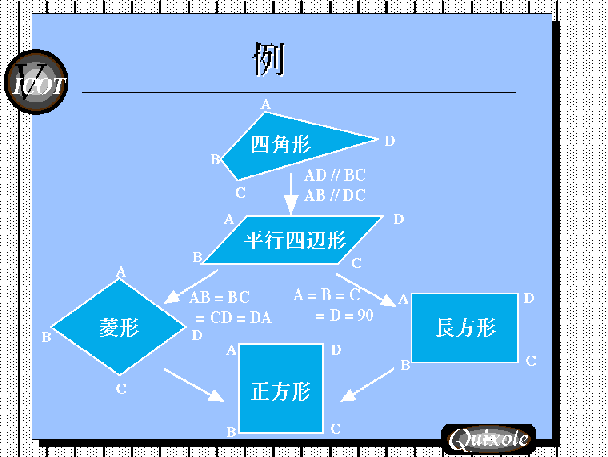 例
V
ICOT
A
四角形
D
B
C
AD // BC
AB // DC
A
D
平行四辺形
B
C
A
AB = BC
= CD = DA
A = B = C
= D = 90
菱形
B
D
C
A
D
長方形
B
C
A
D
正方形
B
C
Quixote